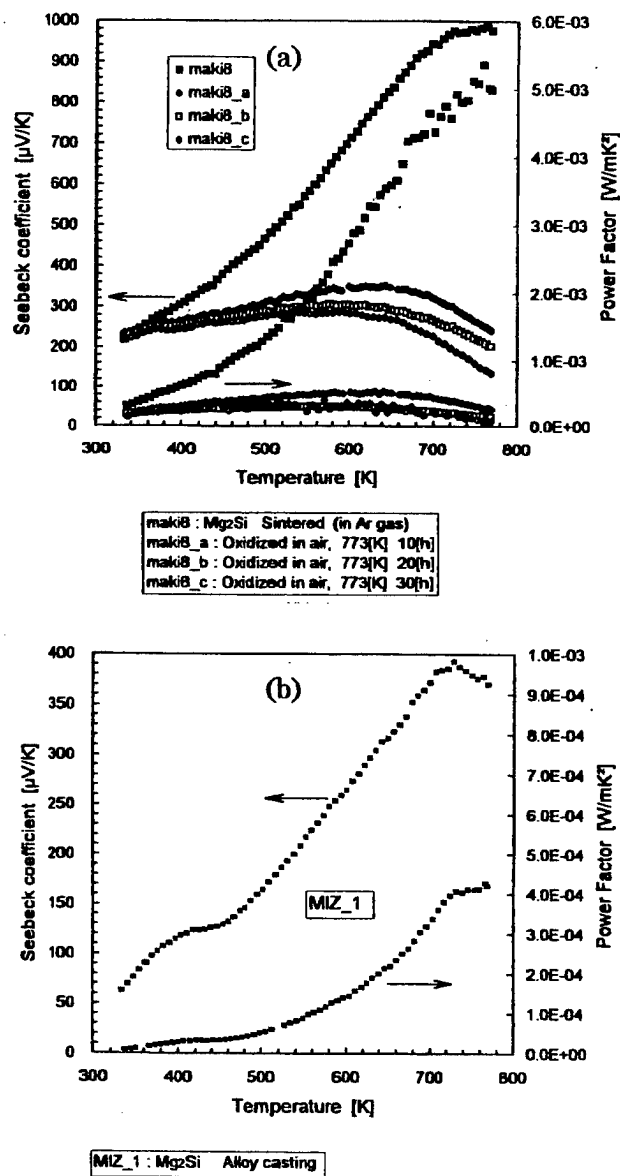 (a)
1000
900
800
700
600
500
400
300
200
100
0
Seebeck coefficient [µV/K]
maki8
maki8_a
maki8_b
maki8_c
6.0E-03
5.0E-03
4.0E-03
3.0E-03
2.0E-03
1.0E-03
0.0E+00
Power Factor [W/mK²]
300 400 500 600 700 800
Temperature [K]
maki8 : Mg2Si Sintered (in Ar gas)
maki8_a : Oxidized in air, 773[K] 10[h]
maki8_b : Oxidized in air, 773[K] 20[h]
maki8_c : Oxidized in air, 773[K] 30[h]
(b)
400
350
300
250
200
150
100
50
0
Seebeck coefficient [µV/K]
MIZ_1
1.0E-03
9.0E-04
8.0E-04
7.0E-04
6.0E-04
5.0E-04
4.0E-04
3.0E-04
2.0E-04
1.0E-04
0.0E+00
Power Factor [W/mK²]
300 400 500 600 700 800
Temperature [K]
MIZ_1 : Mg2Si Alloy casting